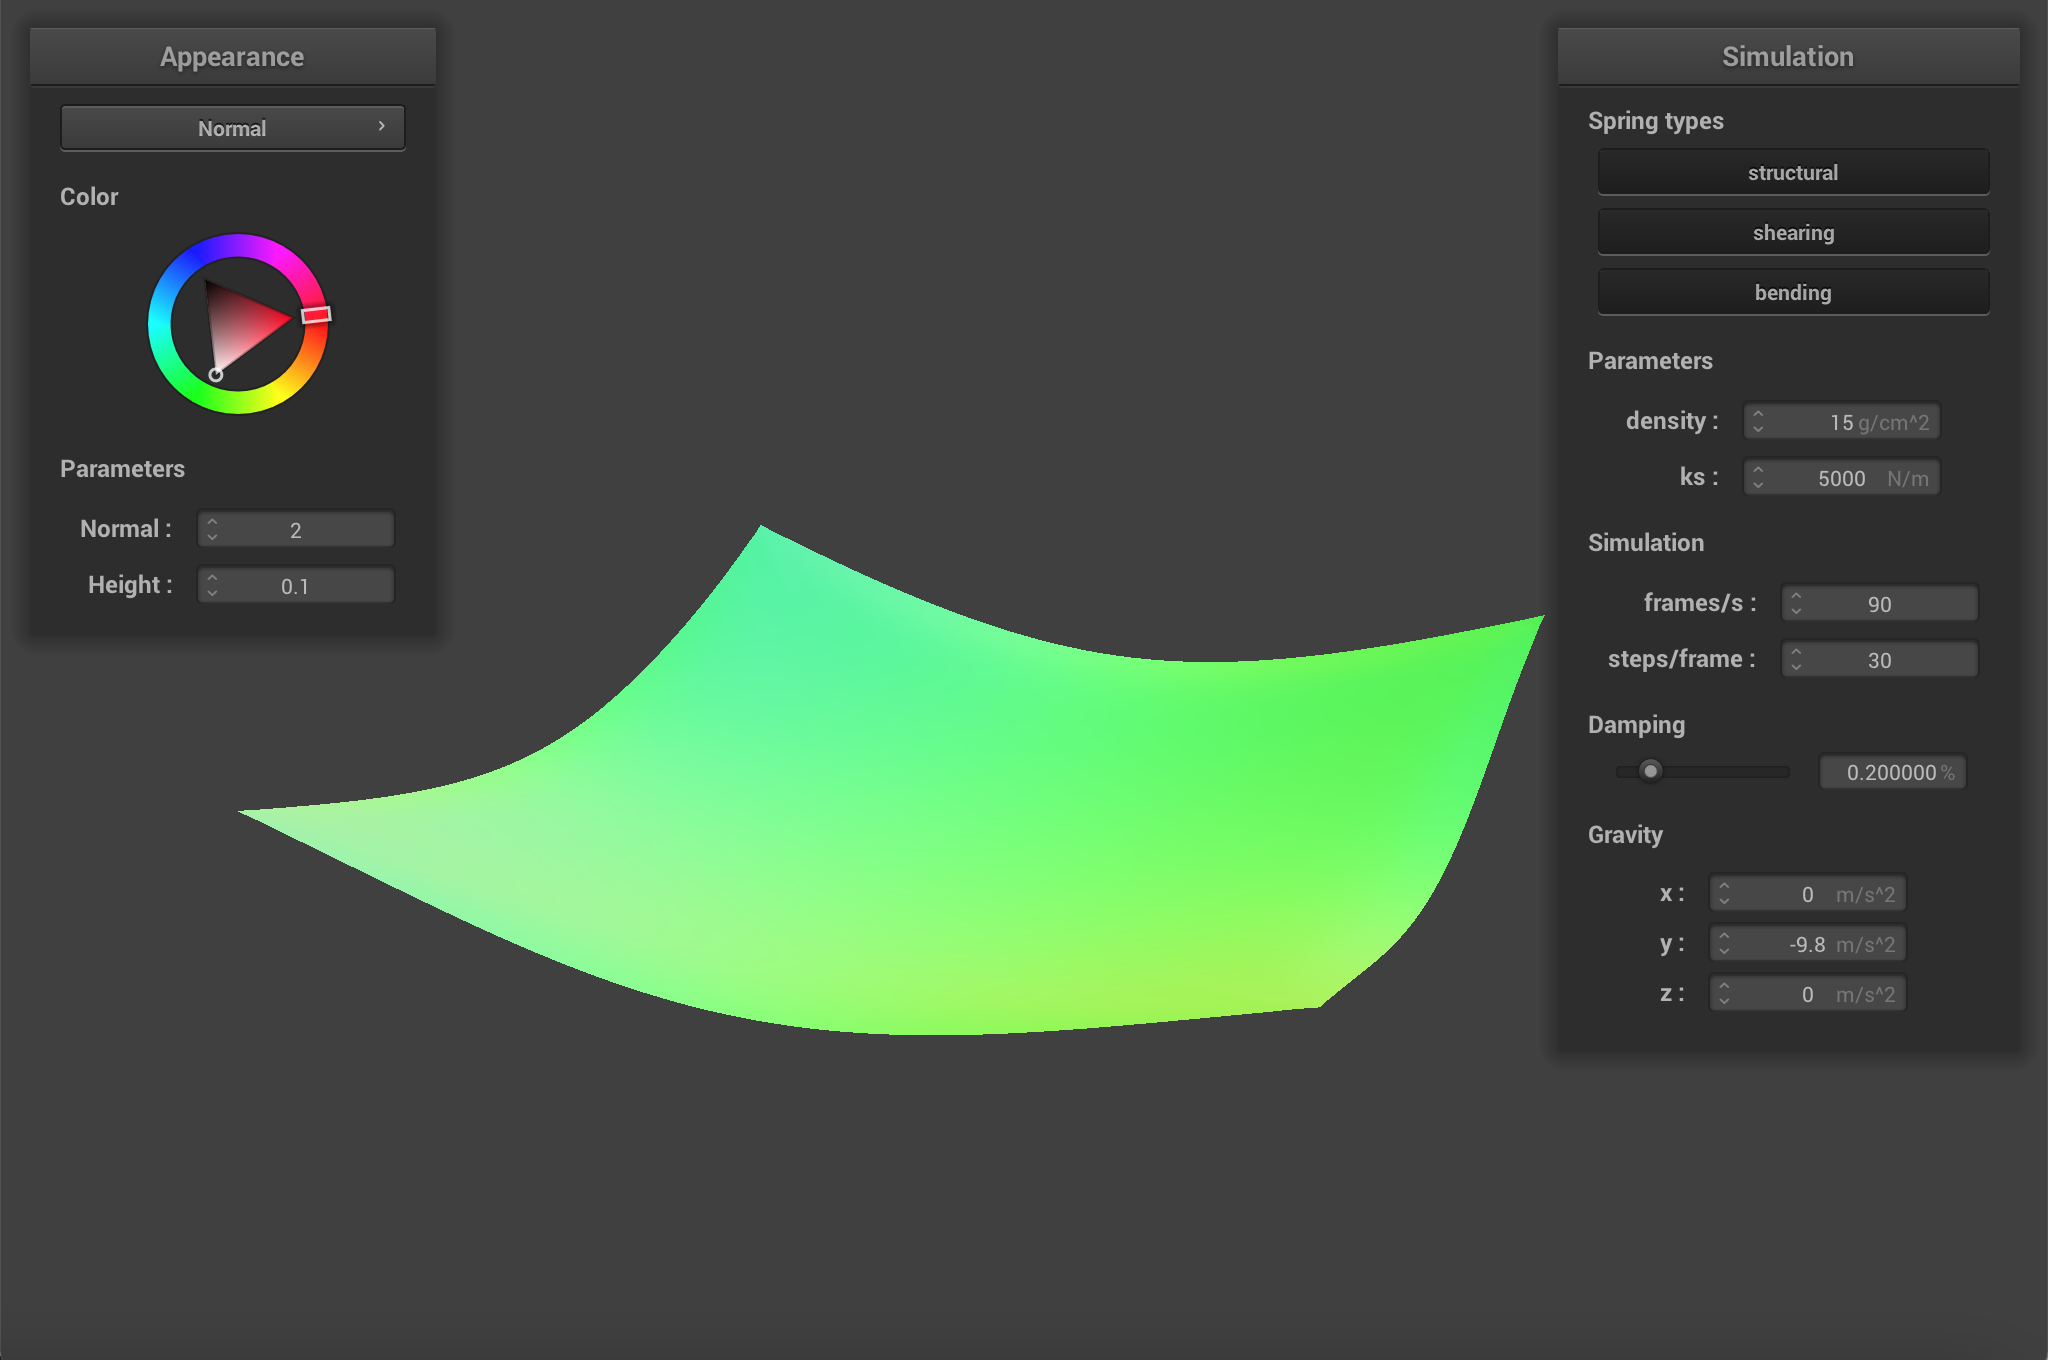 Appearance
Normal
Color
Parameters
Normal : 2
Height : 0.1
Simulation
Spring types
structural
shearing
bending
Parameters
density : 15 g/cm^2
ks : 5000 N/m
Simulation
frames/s : 90
steps/frame : 30
Damping
0.200000 %
Gravity
x : 0 m/s^2
y : -9.8 m/s^2
z : 0 m/s^2